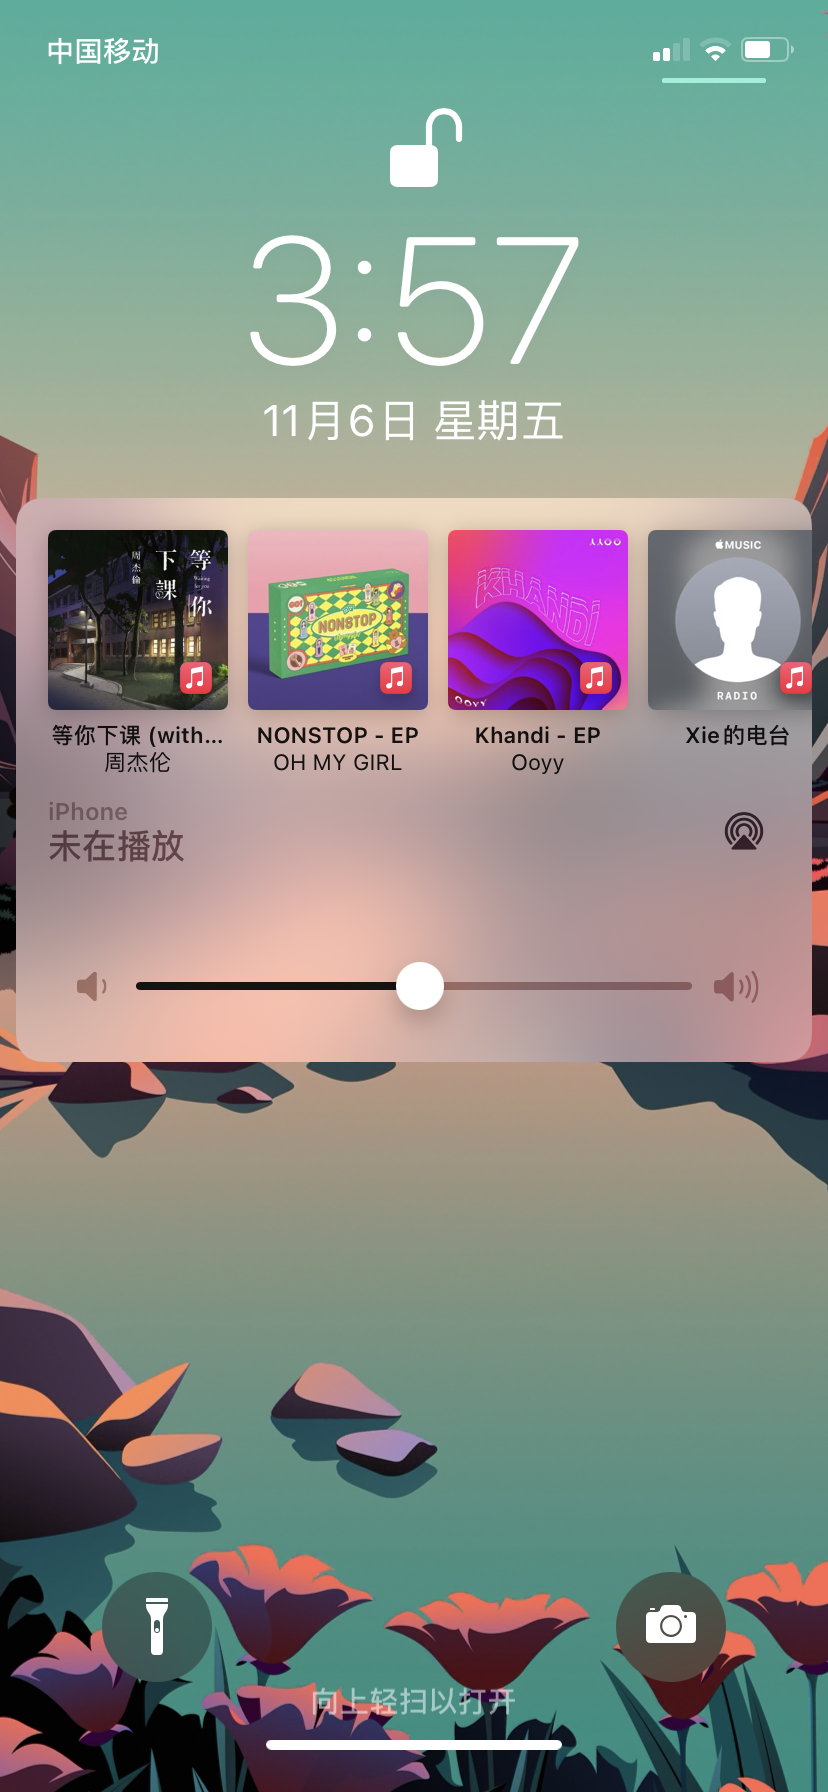 中国移动
3:57
11月6日 星期五
等你
下課
周杰倫
Waiting for you
NONSTOP
GO!
OOYY
KHANDI
OOYY
MUSIC
RADIO
等你下课 (with...
周杰伦
NONSTOP - EP
OH MY GIRL
Khandi - EP
Ooyy
Xie的电台
iPhone
未在播放
向上轻扫以打开